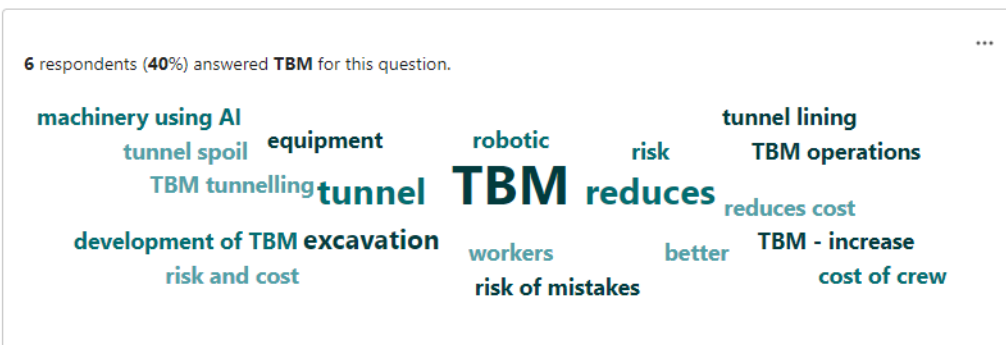 ...
6 respondents (40%) answered TBM for this question.
machinery using AI
tunnel lining
equipment
robotic
tunnel spoil
risk
TBM operations
TBM tunnelling
tunnel
TBM
reduces
reduces cost
development of TBM
excavation
workers
better
TBM - increase
risk and cost
risk of mistakes
cost of crew